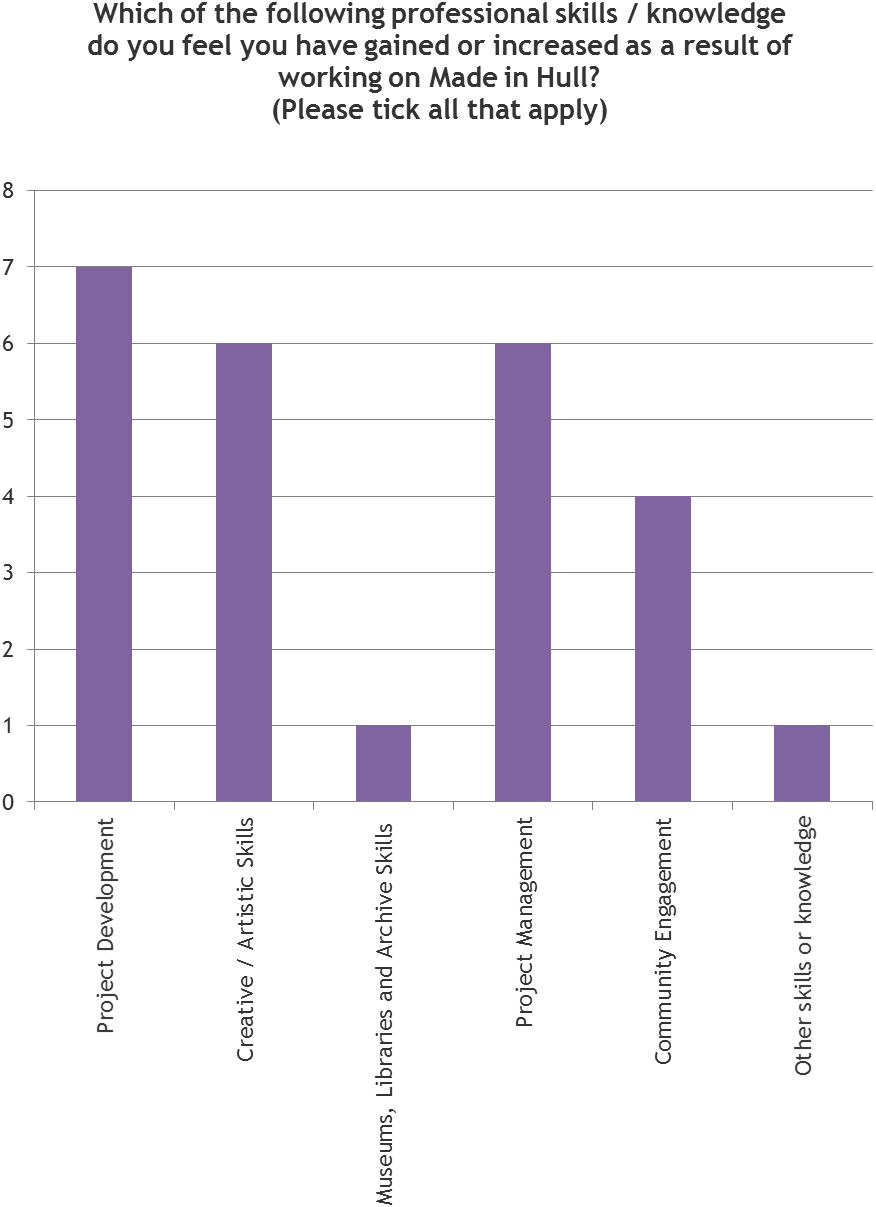 Which of the following professional skills / knowledge
do you feel you have gained or increased as a result of
working on Made in Hull?
(Please tick all that apply)
8
7
6
5
4
3
2
1
0
Project Development
Creative / Artistic Skills
Museums, Libraries and Archive Skills
Project Management
Community Engagement
Other skills or knowledge